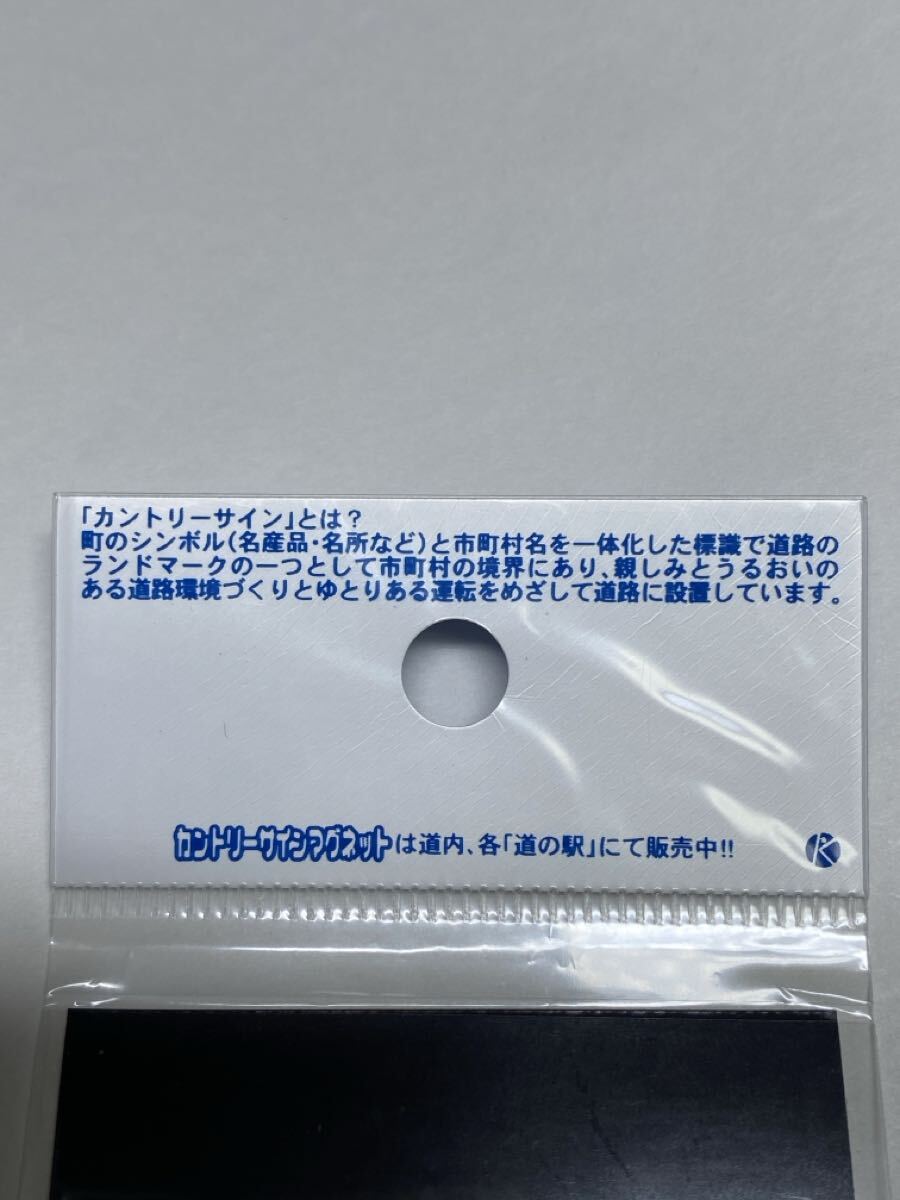 「カントリーサイン」とは？
町のシンボル（名産品・名所など）と市町村名を一体化した標識で道路の
ランドマークの一つとして市町村の境界にあり、親しみとうるおいの
ある道路環境づくりとゆとりある運転をめざして道路に設置しています。
カントリーサインマグネットは道内、各「道の駅」にて販売中!!
R